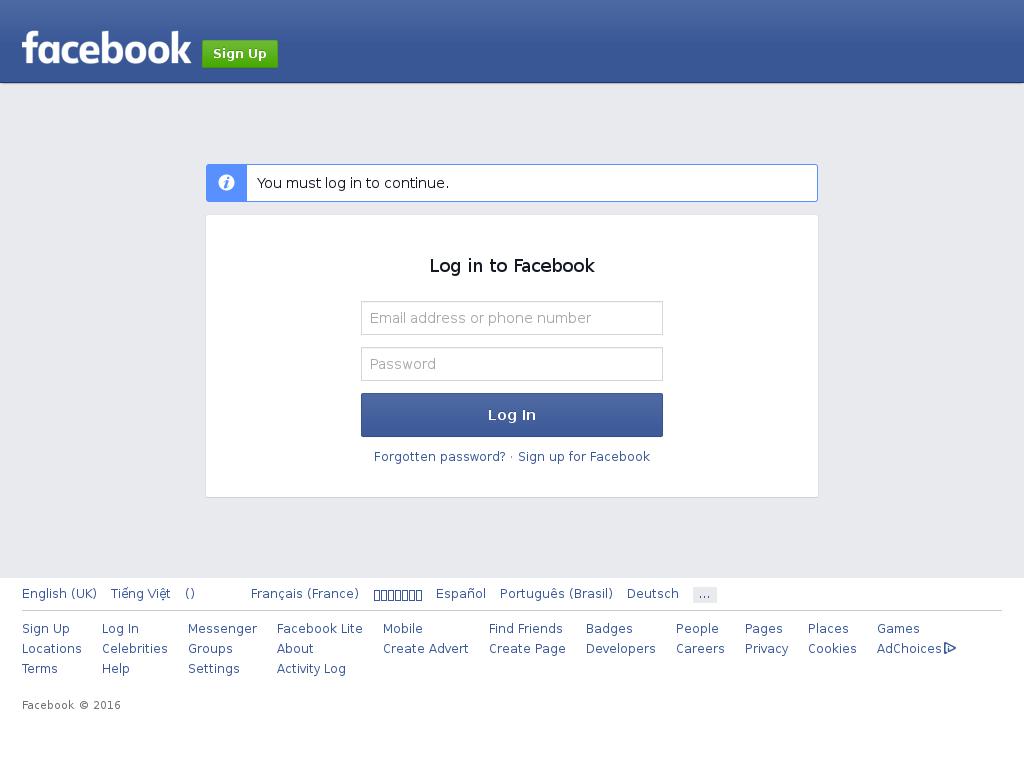 facebook
Sign Up
You must log in to continue.
Log in to Facebook
Email address or phone number
Password
Log In
Forgotten password? · Sign up for Facebook
English (UK) Tiếng Việt () Français (France) Español Português (Brasil) Deutsch ...
Sign Up Log In Messenger Facebook Lite Mobile Find Friends Badges People Pages Places Games
Locations Celebrities Groups About Create Advert Create Page Developers Careers Privacy Cookies AdChoices
Terms Help Settings Activity Log
Facebook © 2016